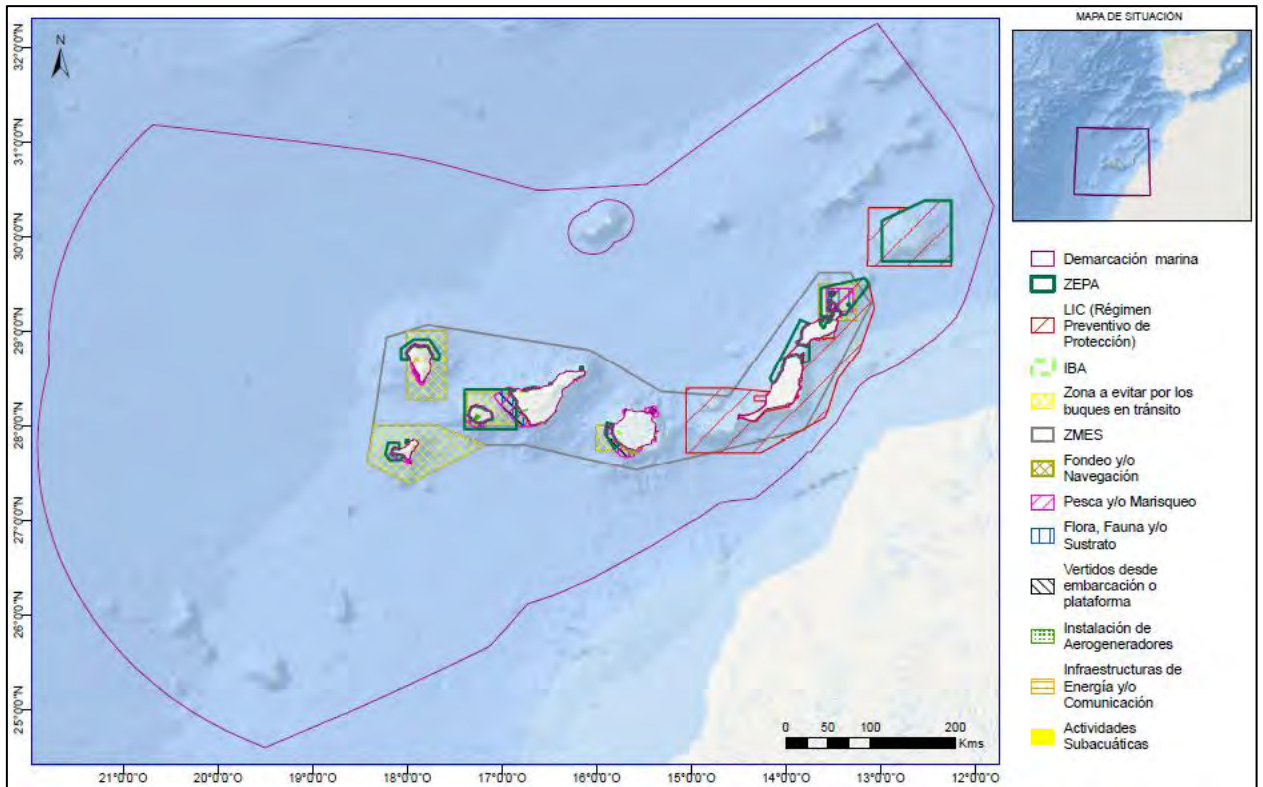 MAPA DE SITUACIÓN
N
32°0'0"N
31°0'0"N
30°0'0"N
29°0'0"N
28°0'0"N
27°0'0"N
26°0'0"N
25°0'0"N
Demarcación marina
ZEPA
LIC (Régimen
Preventivo de
Protección)
IBA
Zona a evitar por los
buques en tránsito
ZMES
Fondeo y/o
Navegación
Pesca y/o Marisqueo
Flora, Fauna y/o
Sustrato
Vertidos desde
embarcación o
plataforma
Instalación de
Aerogeneradores
Infraestructuras de
Energía y/o
Comunicación
Actividades
Subacuáticas
0 50 100 200
Kms
21°0'0"O 20°0'0"O 19°0'0"O 18°0'0"O 17°0'0"O 16°0'0"O 15°0'0"O 14°0'0"O 13°0'0"O 12°0'0"O